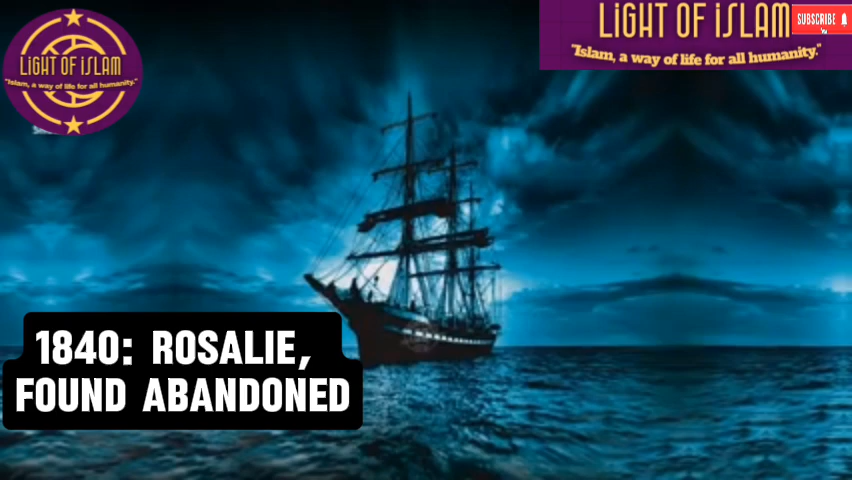 LiGHT OF iSLAM
"Islam, a way of life for all humanity."
LiGHT OF iSLAM
"Islam, a way of life for all humanity."
SUBSCRIBE
1840: ROSALIE,
FOUND ABANDONED